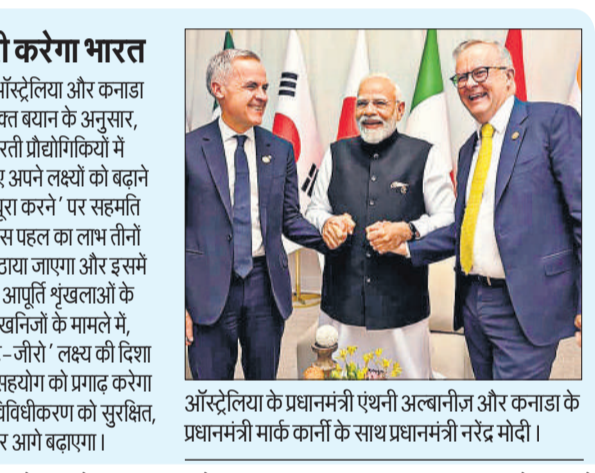 करेगा भारत
ऑस्ट्रेलिया और कनाडा
बयान के अनुसार,
प्रौद्योगिकियों में
अपने लक्ष्यों को बढ़ाने
करने’ पर सहमति
पहल का लाभ तीनों
जाएगा और इसमें
आपूर्ति शृंखलाओं के
खनिजों के मामले में,
-जीरो’ लक्ष्य की दिशा
सहयोग को प्रगाढ़ करेगा
विविधीकरण को सुरक्षित,
आगे बढ़ाएगा।
ऑस्ट्रेलिया के प्रधानमंत्री एंथनी अल्बानीज़ और कनाडा के
प्रधानमंत्री मार्क कार्नी के साथ प्रधानमंत्री नरेंद्र मोदी।